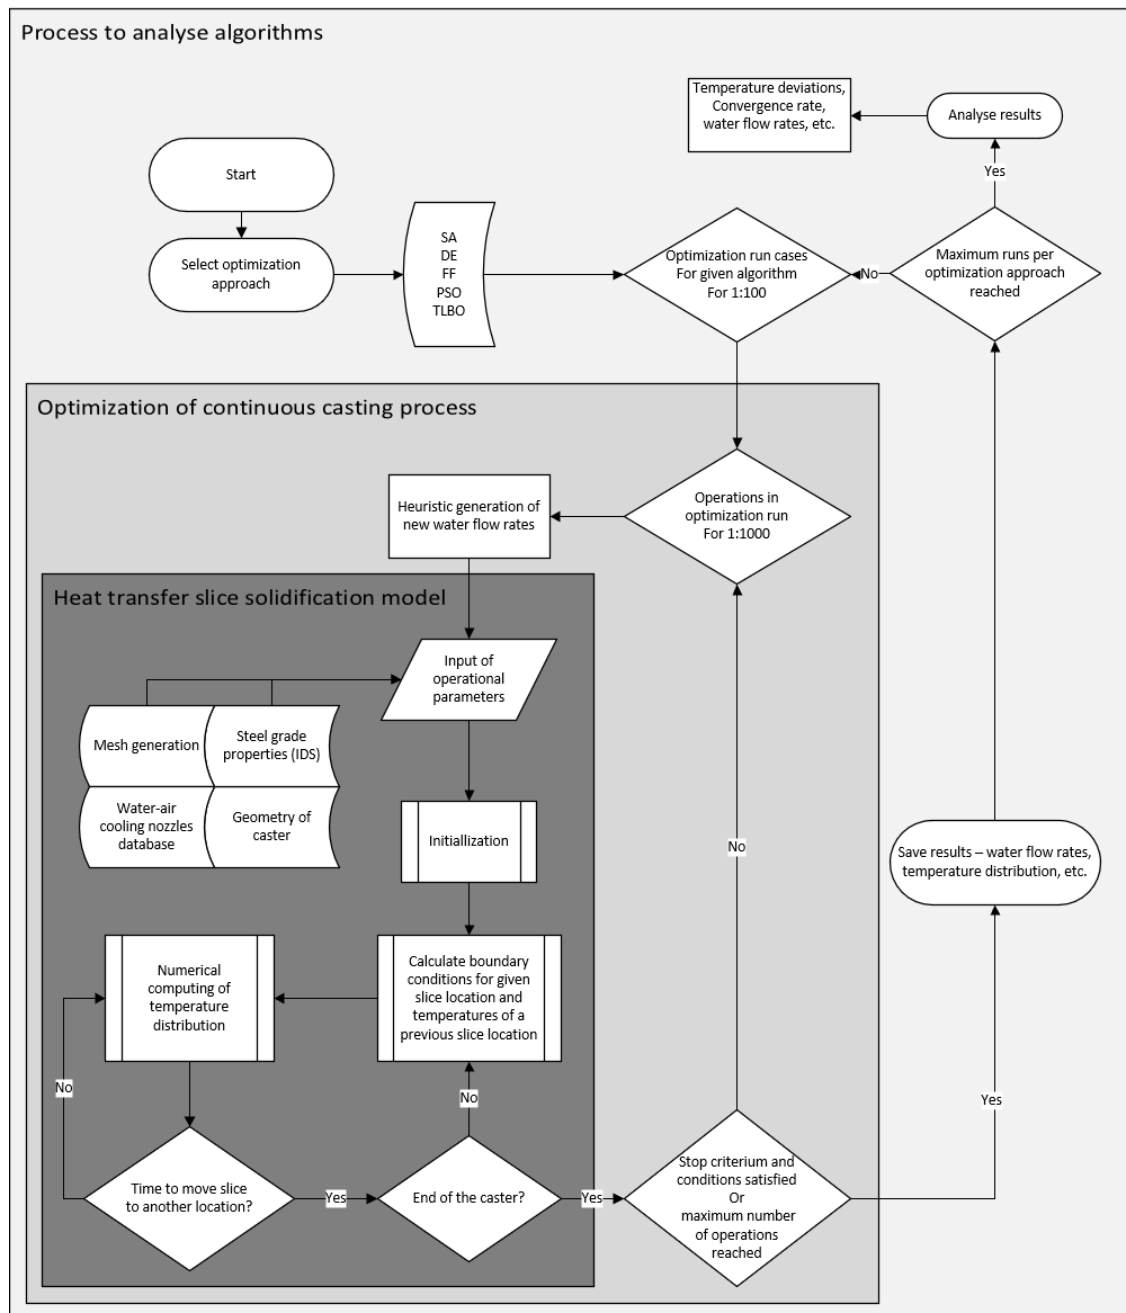 Process to analyse algorithms
Temperature deviations,
Convergence rate,
water flow rates, etc.
Analyse results
Yes
Start
Select optimization
approach
SA
DE
FF
PSO
TLBO
Optimization run cases
For given algorithm
For 1:100
No
Maximum runs per
optimization approach
reached
Optimization of continuous casting process
Heuristic generation of
new water flow rates
Operations in
optimization run
For 1:1000
Heat transfer slice solidification model
Input of
operational
parameters
Mesh generation
Steel grade
properties (IDS)
Water-air
cooling nozzles
database
Geometry of
caster
Initiallization
No
Save results – water flow rates,
temperature distribution, etc.
Numerical
computing of
temperature
distribution
Calculate boundary
conditions for given
slice location and
temperatures of a
previous slice location
No
No
Yes
Time to move slice
to another location?
Yes
End of the caster?
Yes
Stop criterium and
conditions satisfied
Or
maximum number
of operations
reached